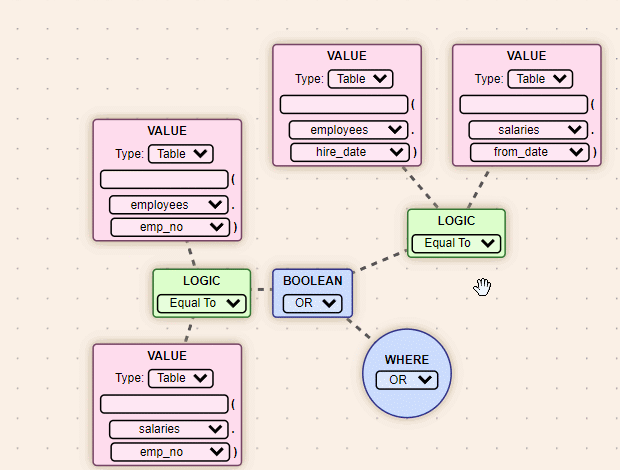 VALUE
Type: Table
(
employees .
hire_date )
VALUE
Type: Table
(
salaries .
from_date )
VALUE
Type: Table
(
employees .
emp_no )
LOGIC
Equal To
LOGIC
Equal To
BOOLEAN
OR
WHERE
OR
VALUE
Type: Table
(
salaries .
emp_no )